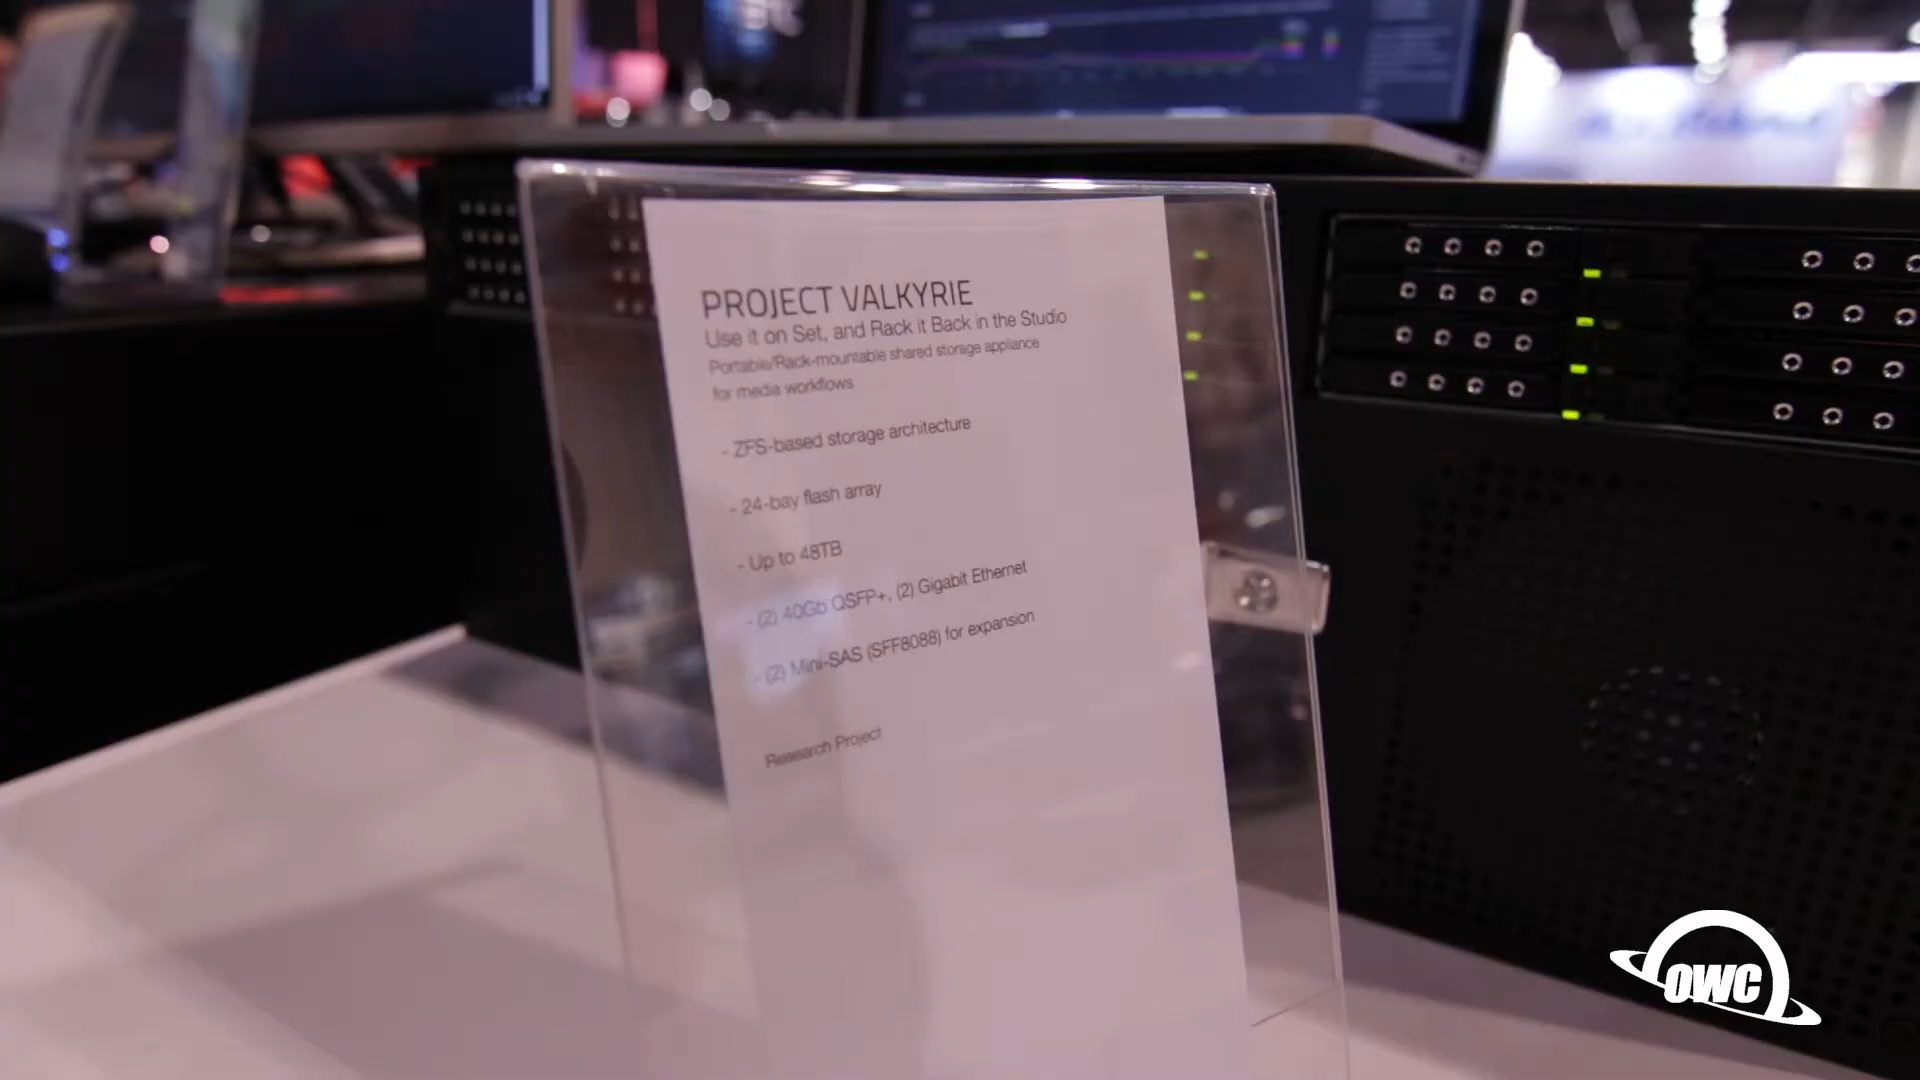 PROJECT VALKYRIE
Use it on Set, and Rack it Back in the Studio
Portable/Rack-mountable shared storage appliance
for media workflows
- ZFS-based storage architecture
- 24-bay flash array
- Up to 48TB
- (2) 40Gb QSFP+, (2) Gigabit Ethernet
- (2) Mini-SAS (SFF8088) for expansion
Research Project
OWC